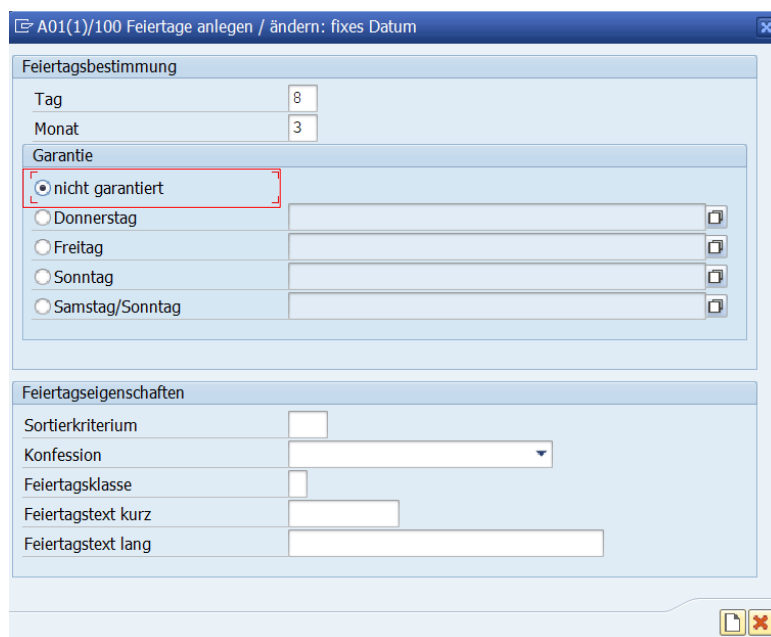 A01(1)/100 Feiertage anlegen / ändern: fixes Datum
Feiertagsbestimmung
Tag 8
Monat 3
Garantie
nicht garantiert
Donnerstag
Freitag
Sonntag
Samstag/Sonntag
Feiertagseigenschaften
Sortierkriterium
Konfession
Feiertagsklasse
Feiertagstext kurz
Feiertagstext lang